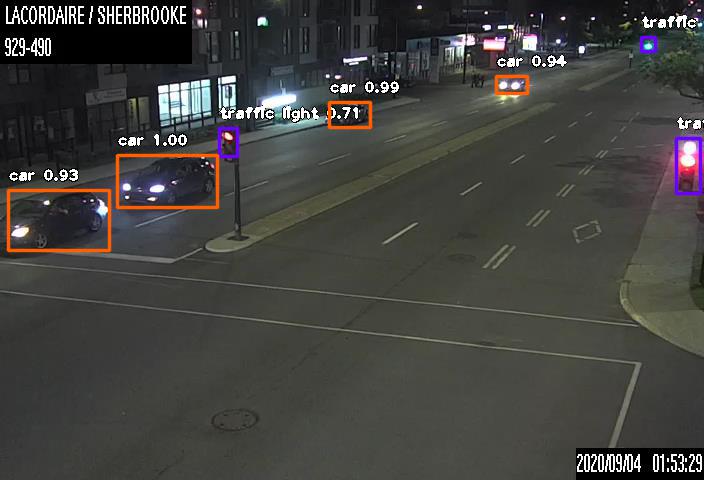 LACORDAIRE / SHERBROOKE
929-490
traffic
car 0.94
car 0.99
traffic light 0.71
traf
car 1.00
car 0.93
2020/09/04 01:53:29